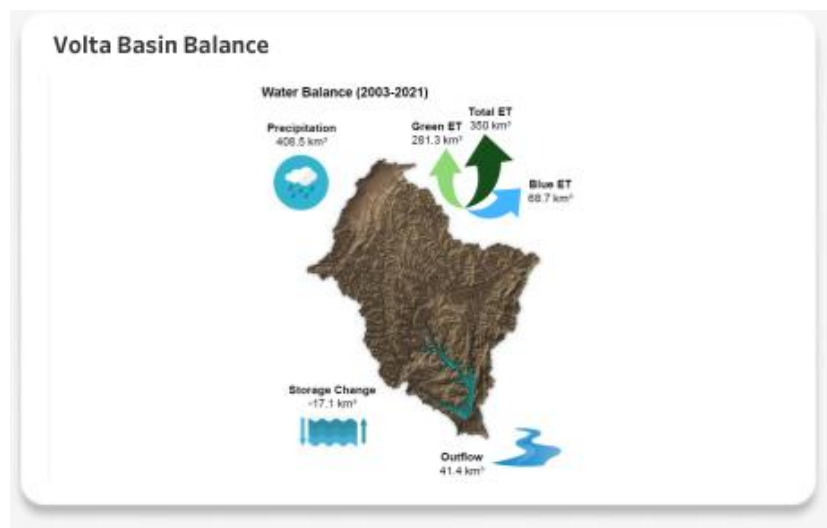 Volta Basin Balance
Water Balance (2003-2021)
Precipitation
408.5 km³
Green ET
281.3 km³
Total ET
350 km³
Blue ET
68.7 km³
Storage Change
-17.1 km³
Outflow
41.4 km³